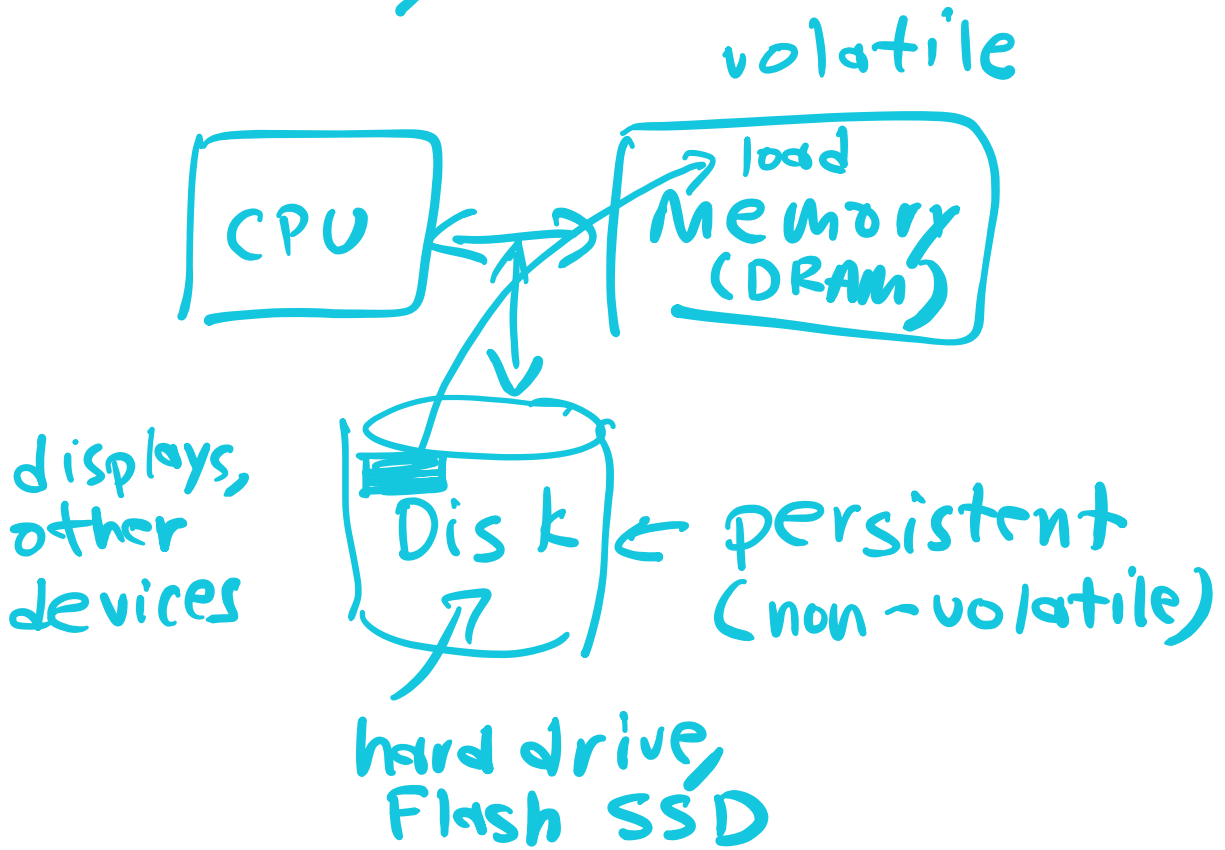 volatile
CPU
load
Memory
(DRAM)
displays,
other
devices
Disk
persistent
(non-volatile)
hard drive,
Flash SSD